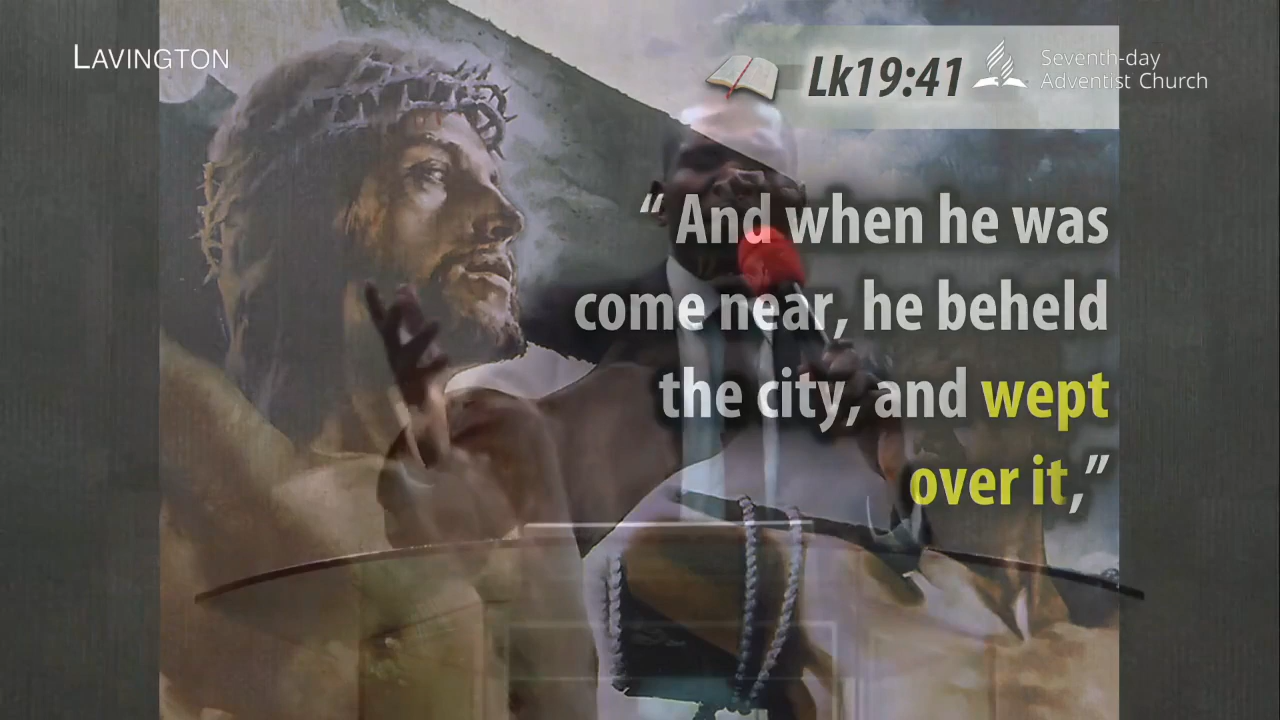 LAVINGTON
Lk19:41
Seventh-day
Adventist Church
“ And when he was
come near, he beheld
the city, and wept
over it,”